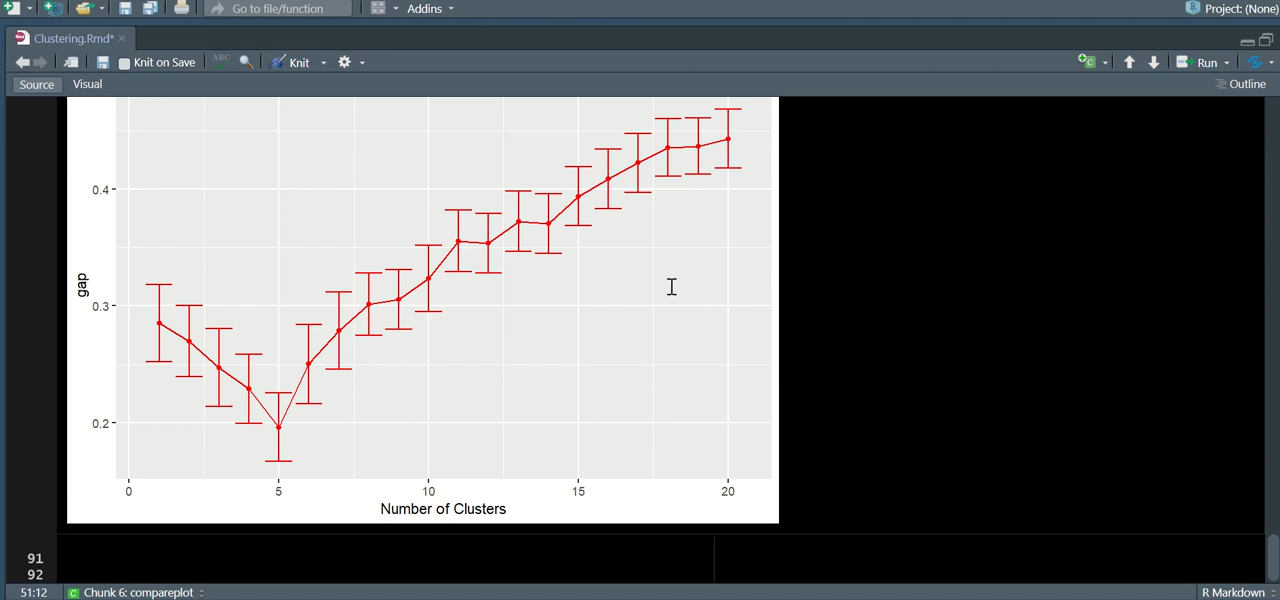 Go to file/function
Addins
Project: (None)
Clustering.Rmd*
Knit on Save
ABC
Knit
Run
Source
Visual
Outline
0.4
0.3
0.2
gap
0
5
10
15
20
Number of Clusters
91
92
51:12
Chunk 6: compareplot
R Markdown